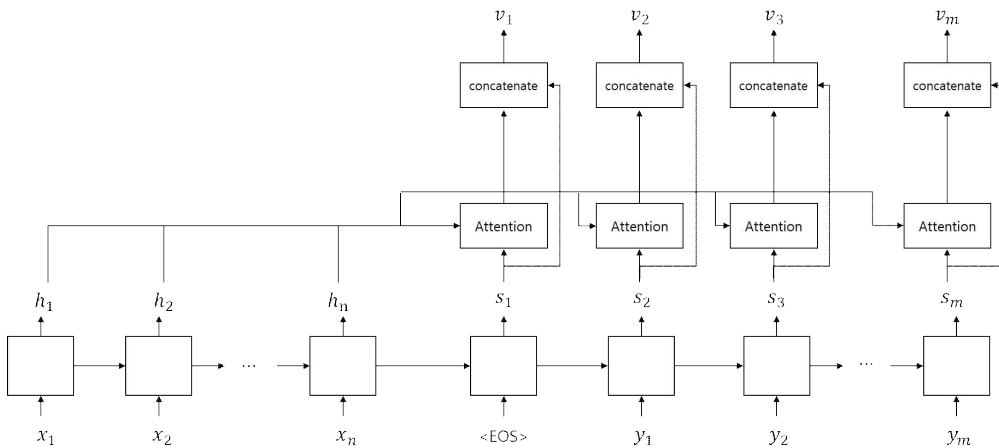 v₁ v₂ v₃ vₘ
concatenate concatenate concatenate concatenate
Attention Attention Attention Attention
h₁ h₂ hₙ s₁ s₂ s₃ sₘ
... ...
x₁ x₂ xₙ <EOS> y₁ y₂ yₘ